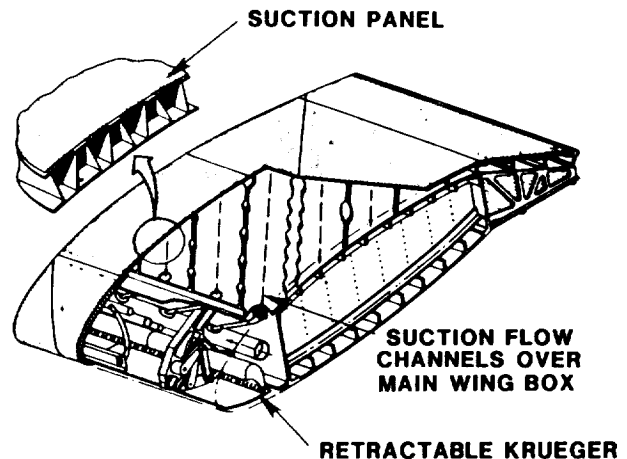 SUCTION PANEL
SUCTION FLOW
CHANNELS OVER
MAIN WING BOX
RETRACTABLE KRUEGER